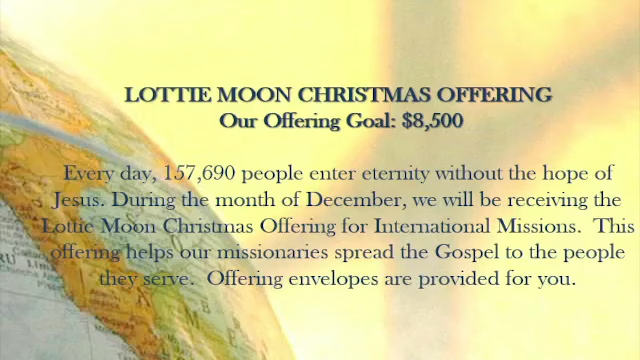 LOTTIE MOON CHRISTMAS OFFERING
Our Offering Goal: $8,500
Every day, 157,690 people enter eternity without the hope of
Jesus. During the month of December, we will be receiving the
Lottie Moon Christmas Offering for International Missions.  This
offering helps our missionaries spread the Gospel to the people
they serve.  Offering envelopes are provided for you.